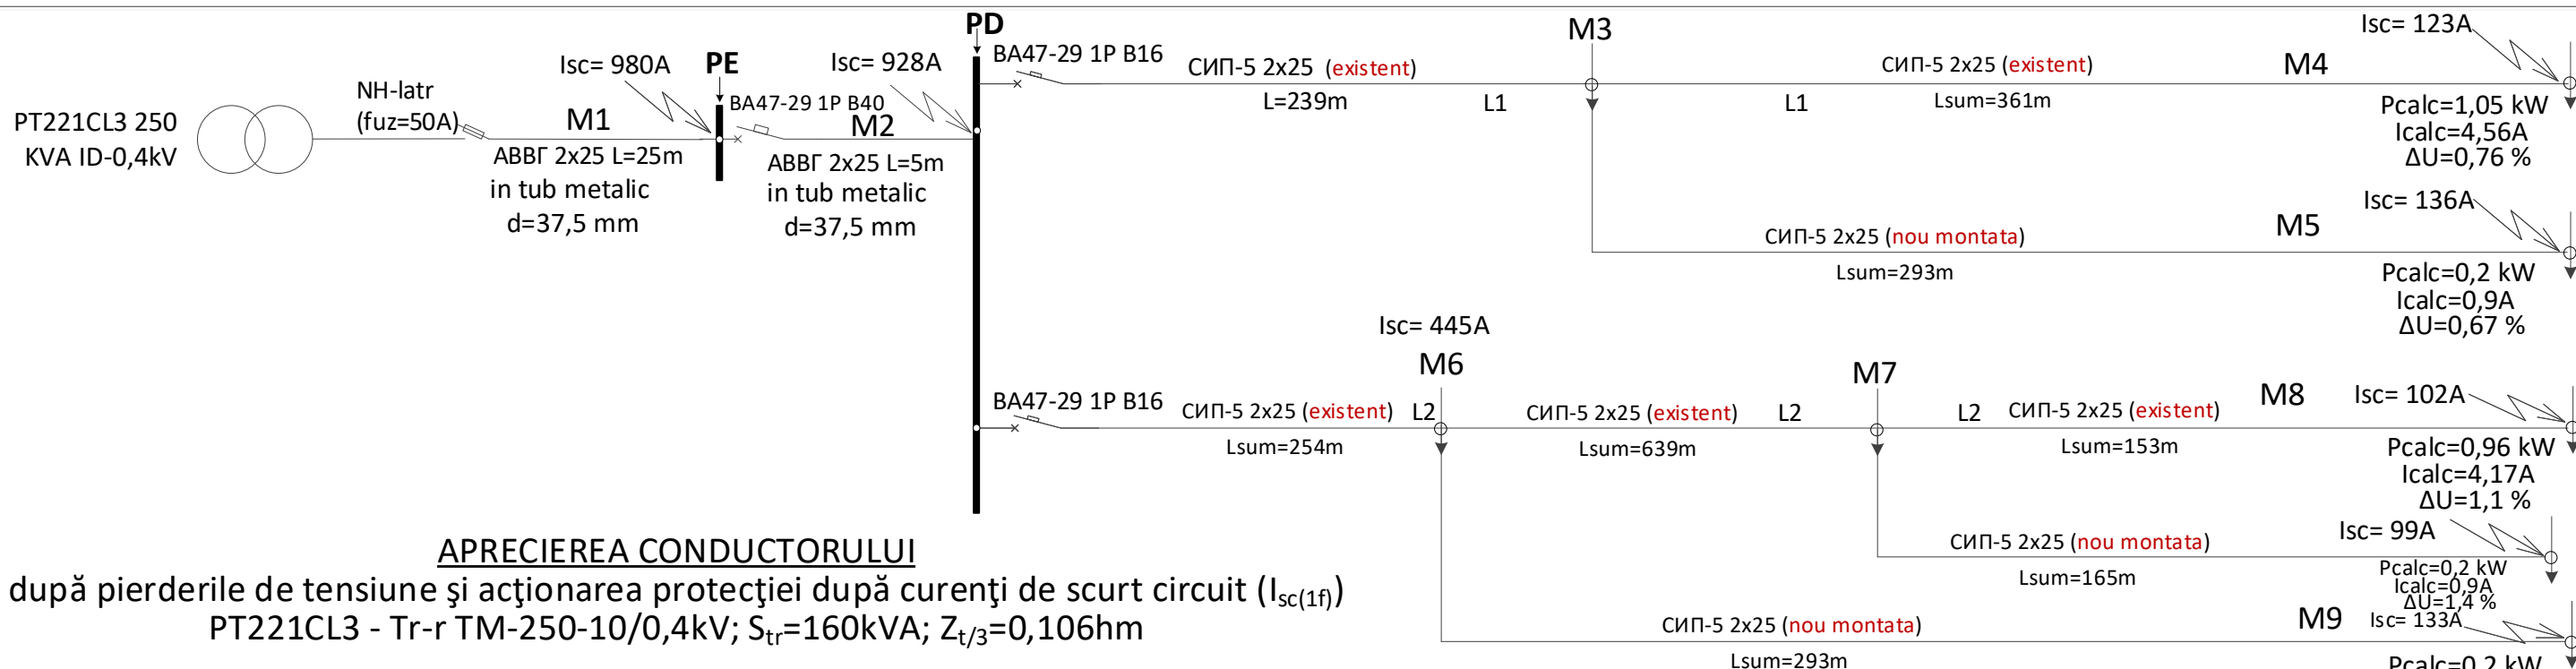 PT221CL3 250
KVA ID-0,4kV
NH-latr
(fuz=50A)
M1
АВВГ 2x25 L=25m
in tub metalic
d=37,5 mm
Isc= 980A
PE
BA47-29 1P B40
M2
АВВГ 2x25 L=5m
in tub metalic
d=37,5 mm
Isc= 928A
PD
BA47-29 1P B16
СИП-5 2x25 (existent)
L=239m
L1
M3
СИП-5 2x25 (existent)
L1
Lsum=361m
M4
Isc= 123A
Pcalc=1,05 kW
Icalc=4,56A
ΔU=0,76 %
СИП-5 2x25 (nou montata)
Lsum=293m
M5
Isc= 136A
Pcalc=0,2 kW
Icalc=0,9A
ΔU=0,67 %
BA47-29 1P B16
СИП-5 2x25 (existent)
L2
Lsum=254m
Isc= 445A
M6
СИП-5 2x25 (existent)
L2
Lsum=639m
M7
L2
СИП-5 2x25 (existent)
Lsum=153m
M8
Isc= 102A
Pcalc=0,96 kW
Icalc=4,17A
ΔU=1,1 %
СИП-5 2x25 (nou montata)
Lsum=165m
Isc= 99A
Pcalc=0,2 kW
Icalc=0,9A
ΔU=1,4 %
СИП-5 2x25 (nou montata)
Lsum=293m
M9
Isc= 133A
Pcalc=0,2 kW
APRECIEREA CONDUCTORULUI
după pierderile de tensiune şi acţionarea protecţiei după curenţi de scurt circuit (Isc(1f))
PT221CL3 - Tr-r TM-250-10/0,4kV; Str=160kVA; Zt/3=0,106hm